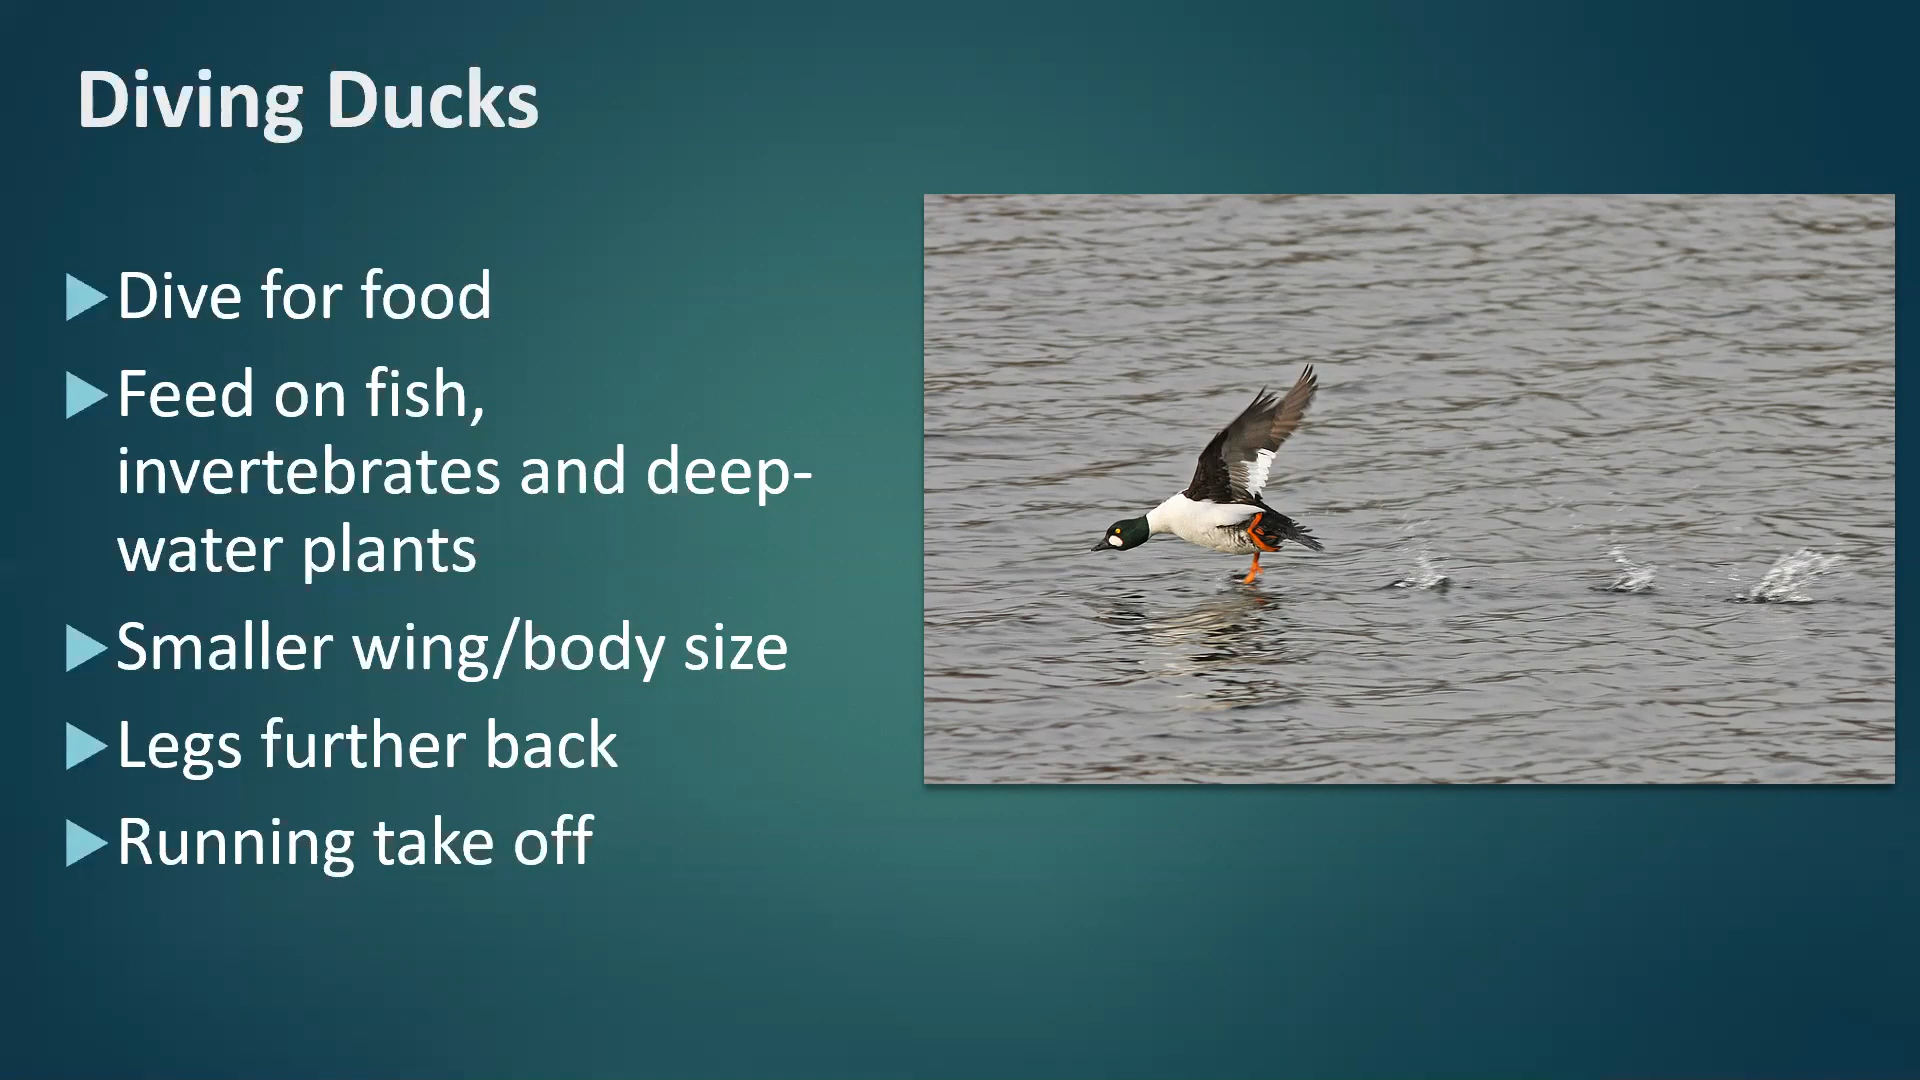 Diving Ducks
Dive for food
Feed on fish,
invertebrates and deep-
water plants
Smaller wing/body size
Legs further back
Running take off